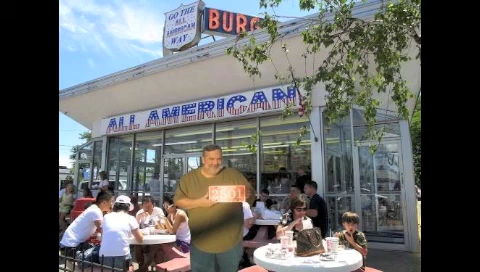 GO THE
ALL
AMERICAN
WAY
BURG
ALL AMERICAN